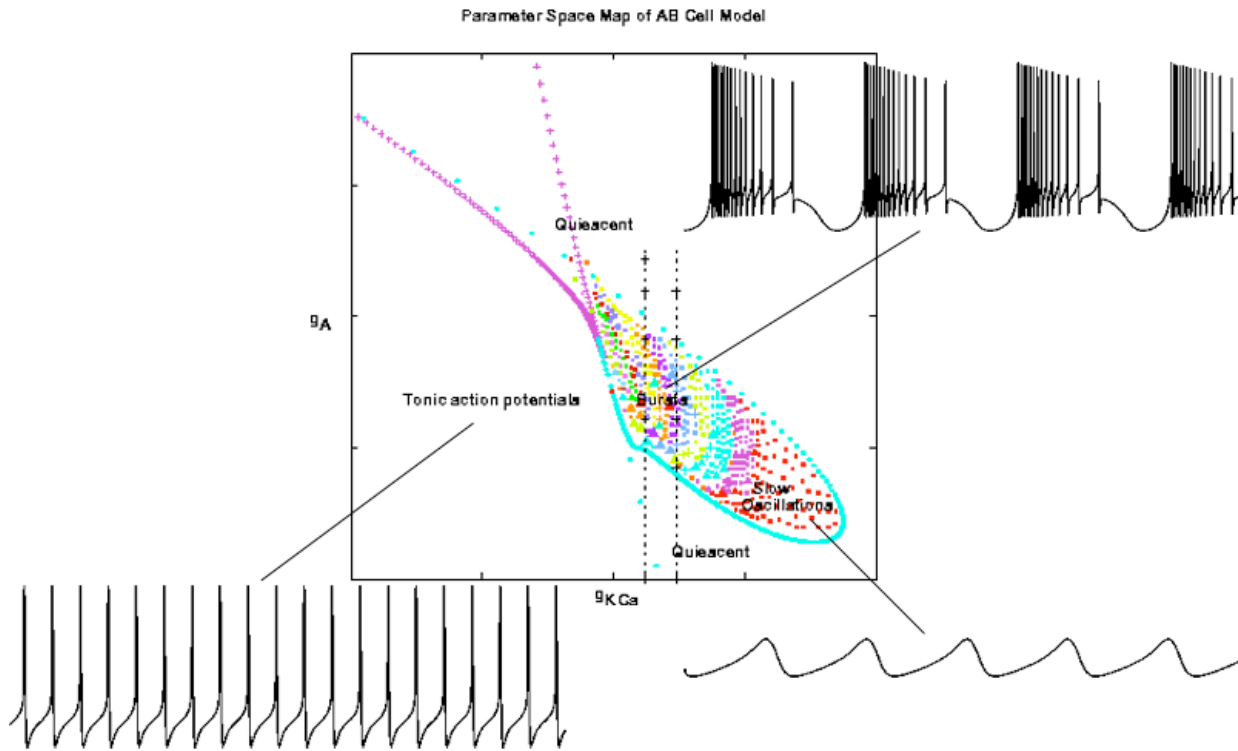 Parameter Space Map of AB Cell Model
Quiescent
gA
Tonic action potentials
Bursts
Slow
Oscillations
Quiescent
gKCa